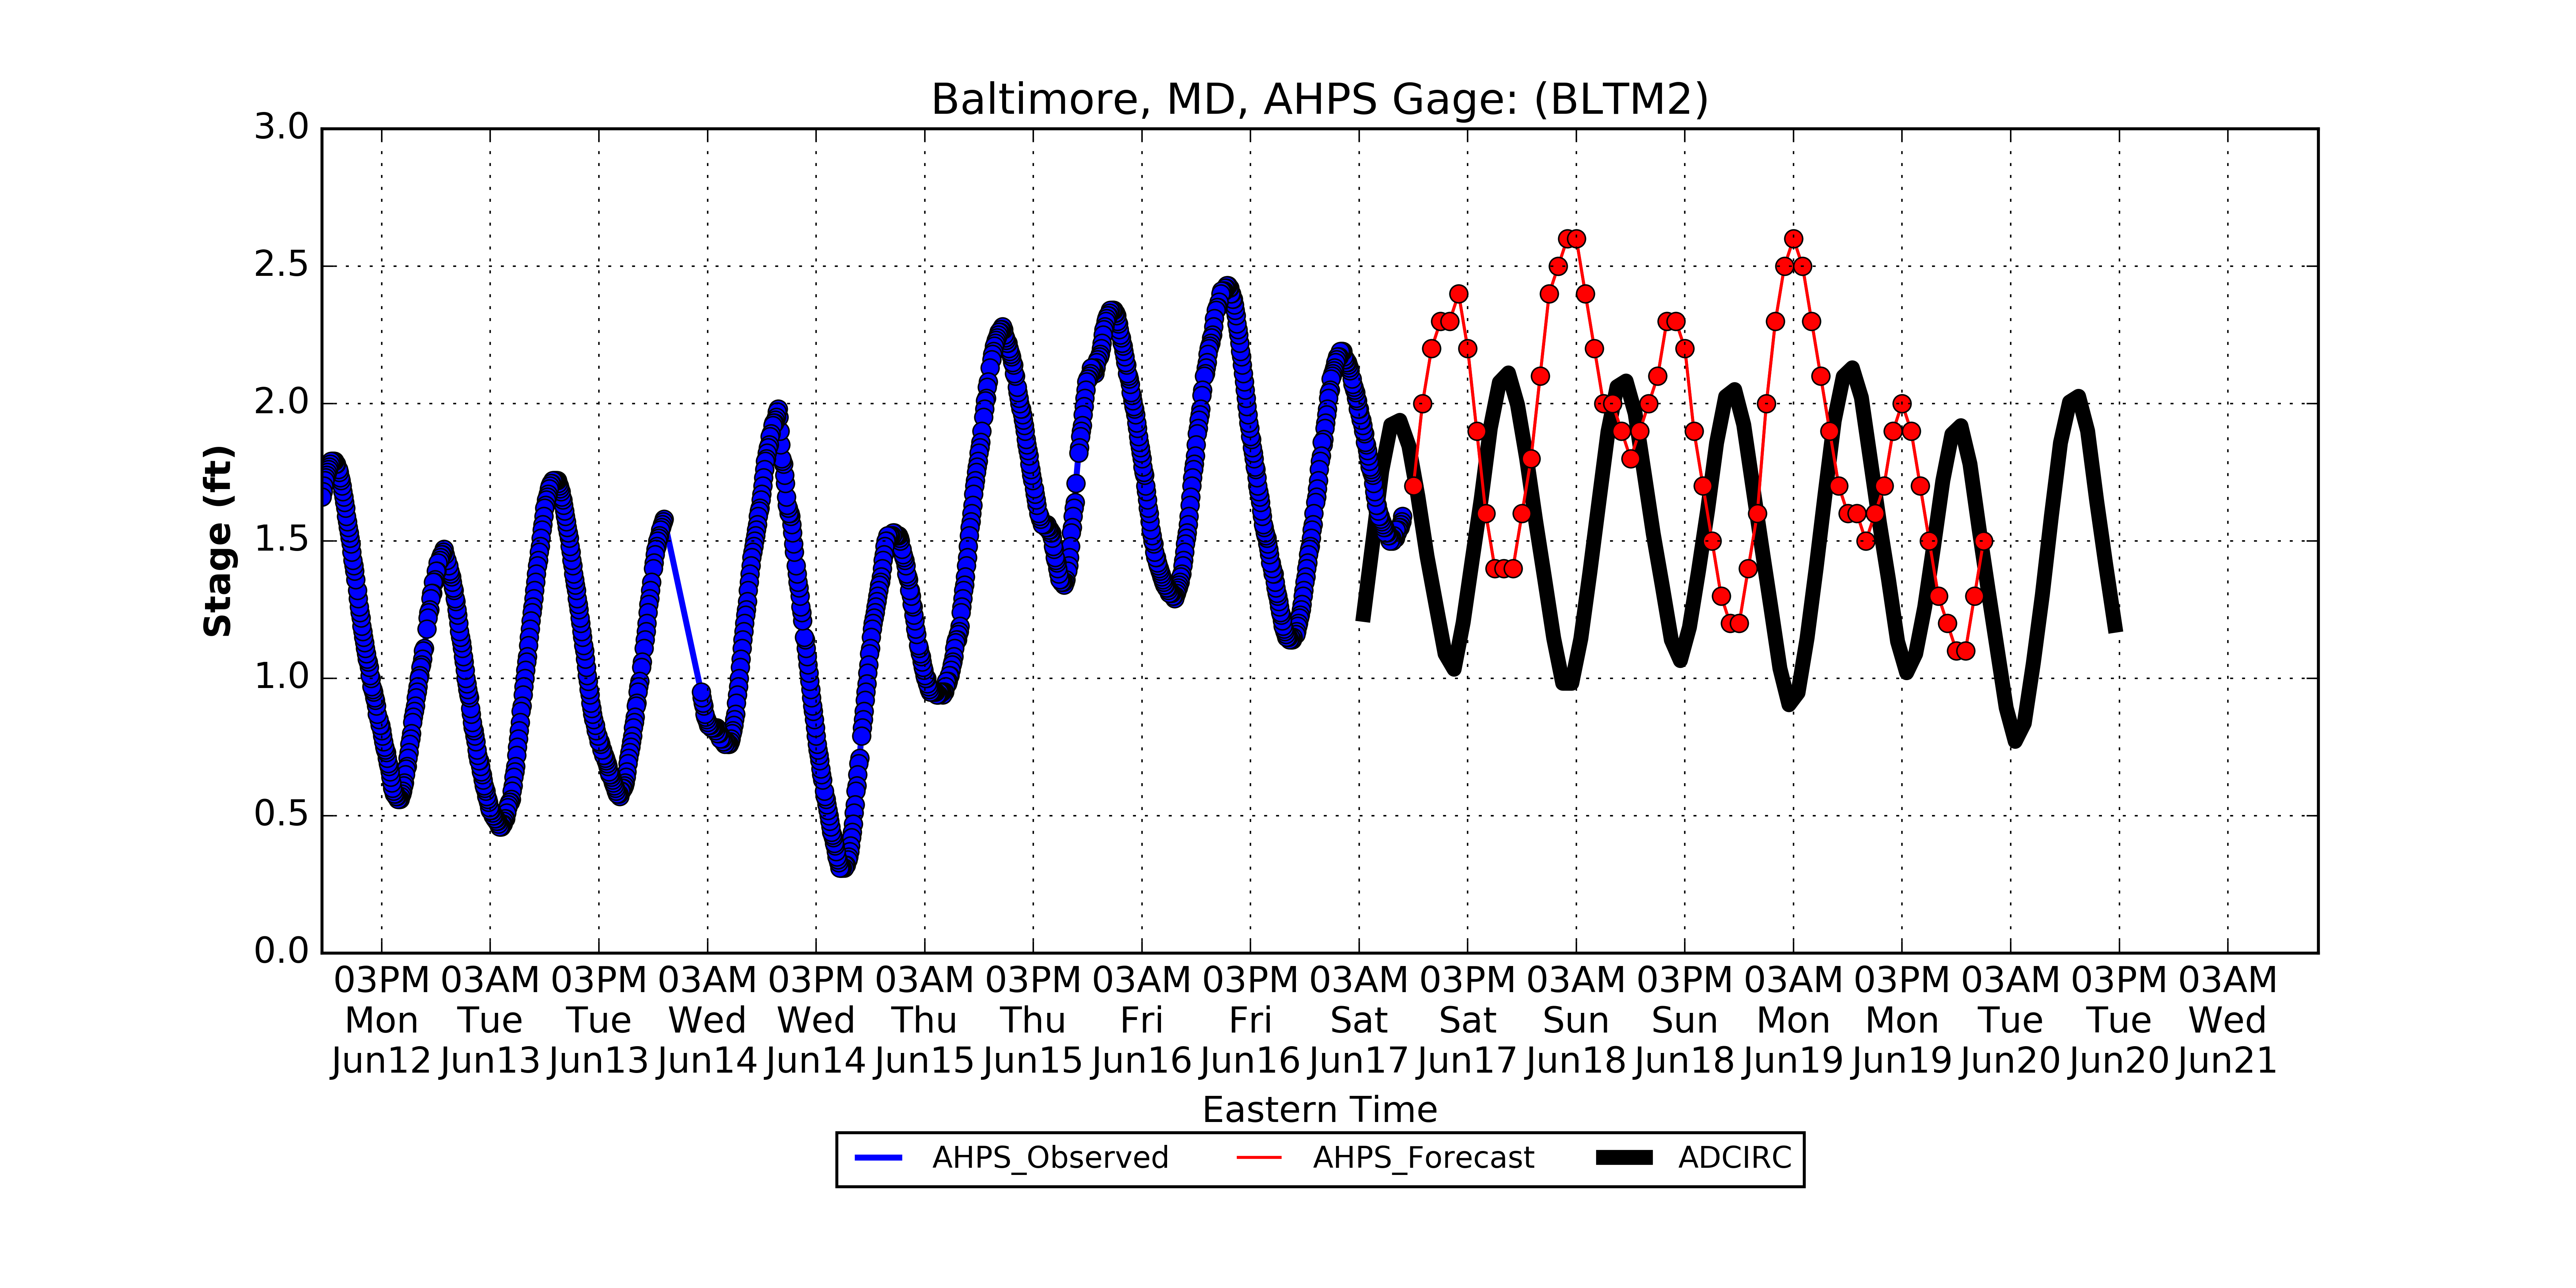 Baltimore, MD, AHPS Gage: (BLTM2)
3.0
2.5
2.0
1.5
1.0
0.5
0.0
Stage (ft)
03PM 03AM 03PM 03AM 03PM 03AM 03PM 03AM 03PM 03AM 03PM 03AM 03PM 03AM 03PM 03AM 03PM 03AM
Mon Tue Tue Wed Wed Thu Thu Fri Fri Sat Sat Sun Sun Mon Mon Tue Tue Wed
Jun12 Jun13 Jun13 Jun14 Jun14 Jun15 Jun15 Jun16 Jun16 Jun17 Jun17 Jun18 Jun18 Jun19 Jun19 Jun20 Jun20 Jun21
Eastern Time
AHPS_Observed AHPS_Forecast ADCIRC